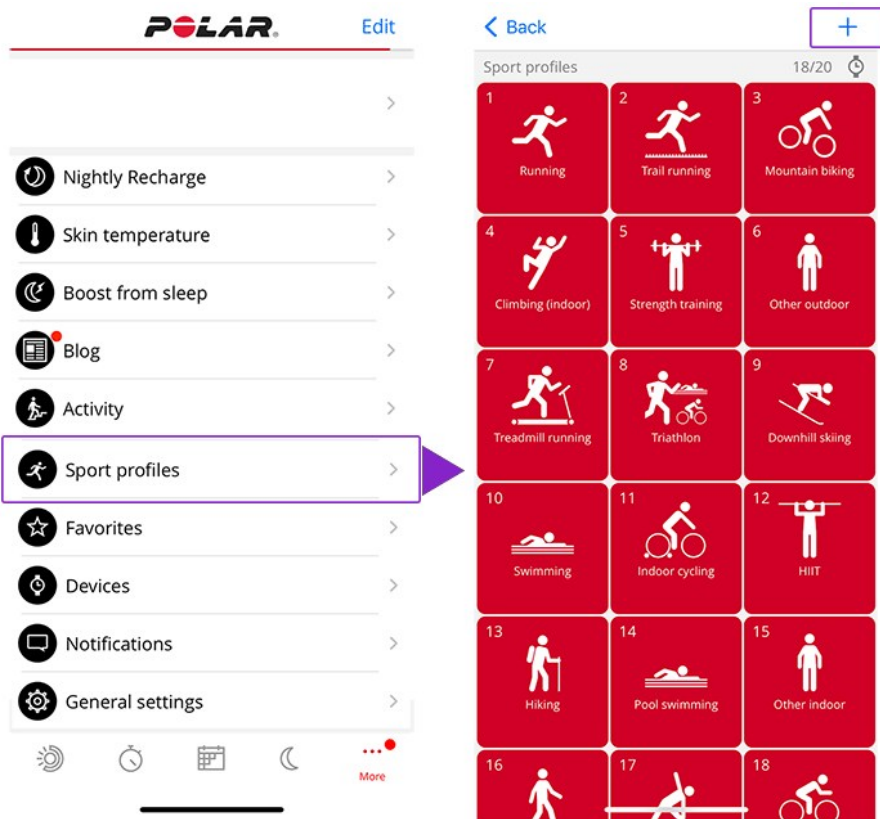 POLAR.
Edit
Nightly Recharge
Skin temperature
Boost from sleep
Blog
Activity
Sport profiles
Favorites
Devices
Notifications
General settings
More
Back
+
Sport profiles 18/20
1 2 3
Running Trail running Mountain biking
4 5 6
Climbing (indoor) Strength training Other outdoor
7 8 9
Treadmill running Triathlon Downhill skiing
10 11 12
Swimming Indoor cycling HIIT
13 14 15
Hiking Pool swimming Other indoor
16 17 18